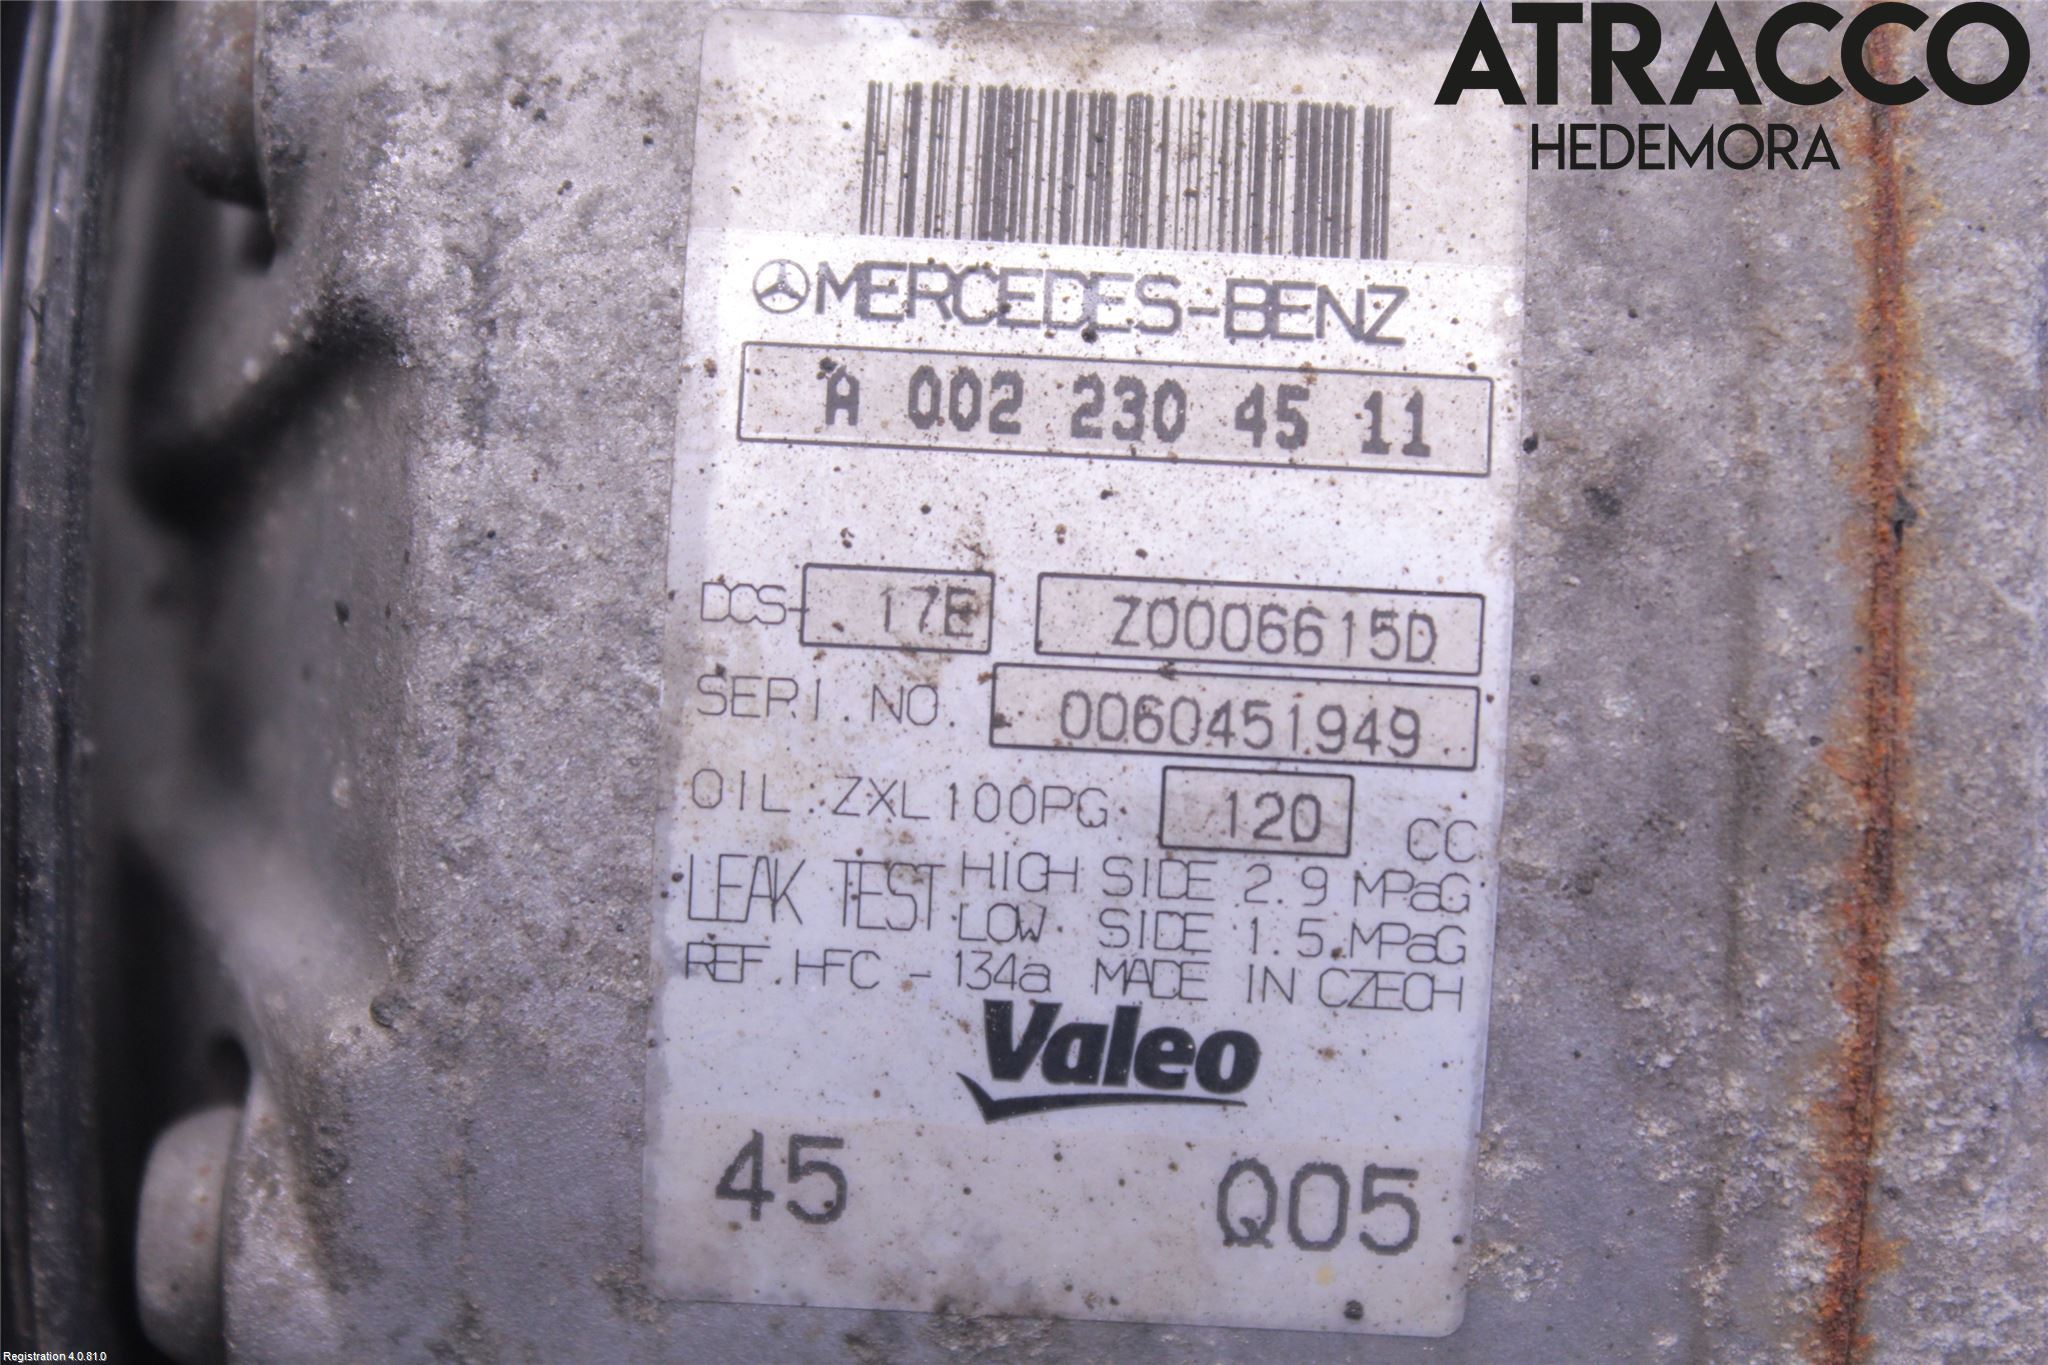 ATRACCO
HEDEMORA
MERCEDES-BENZ
A 002 230 45 11
DCS- 17E Z0006615D
SERI.NO. 0060451949
OIL.ZXL100PG. 120 CC
LEAK TEST HIGH SIDE 2.9 MPaG
LOW. SIDE 1.5.MPaG
REF.HFC - 134a MADE IN CZECH
Valeo
45 Q05
Registration 4.0.81.0